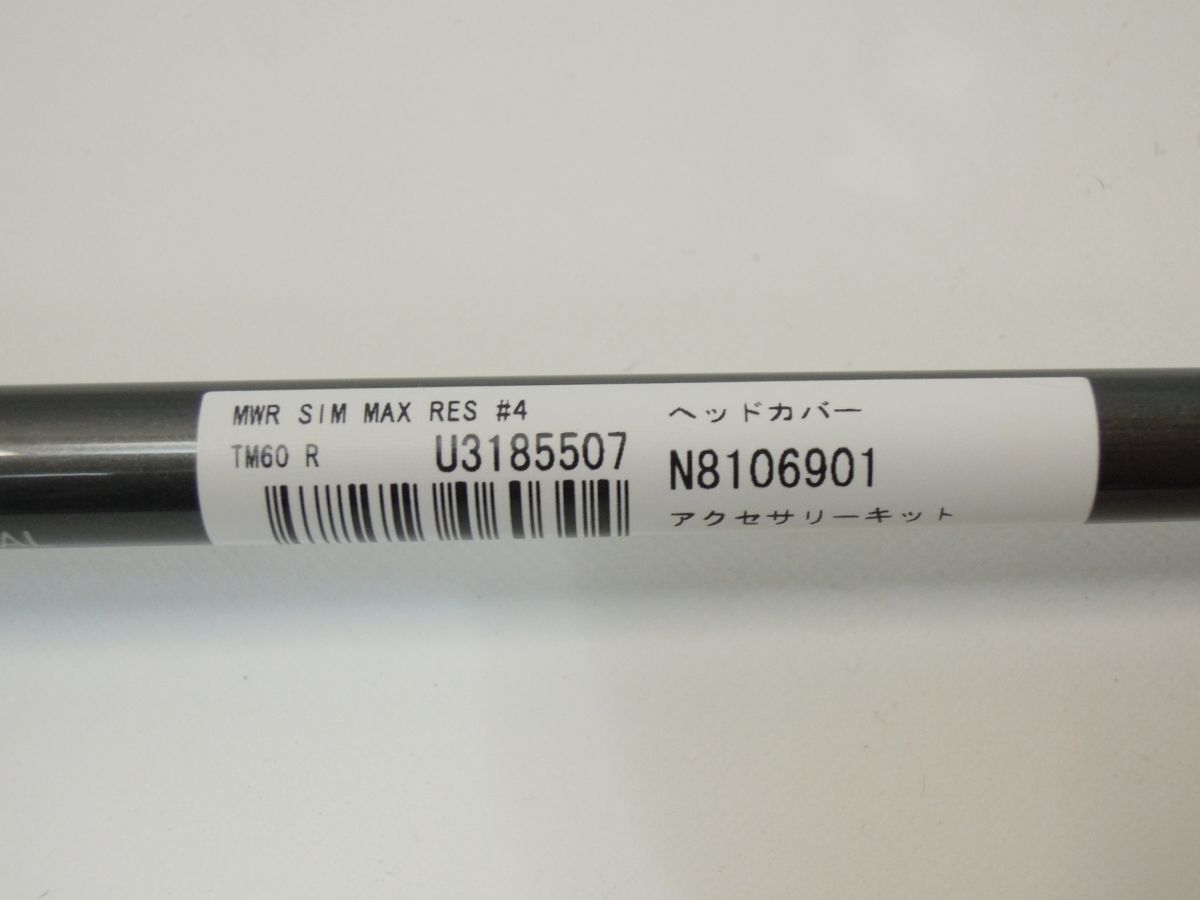 MWR SIM MAX RES #4
TM60 R U3185507
ヘッドカバー
N8106901
アクセサリーキット